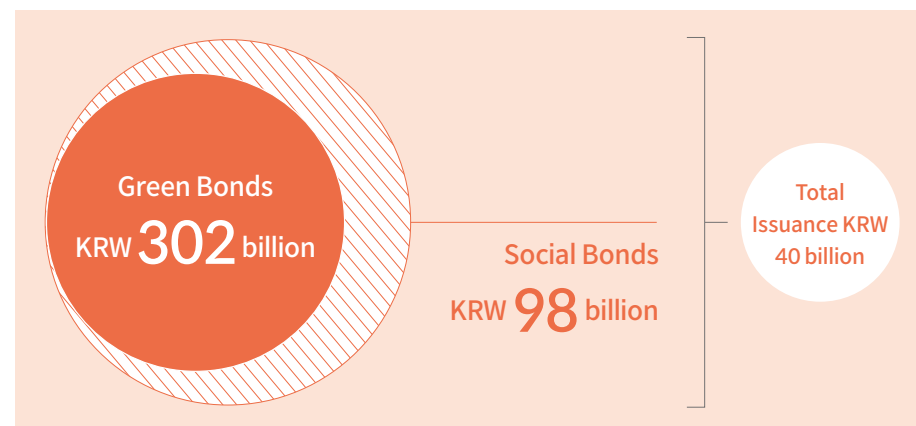 Green Bonds
KRW 302 billion
Social Bonds
KRW 98 billion
Total
Issuance KRW
40 billion